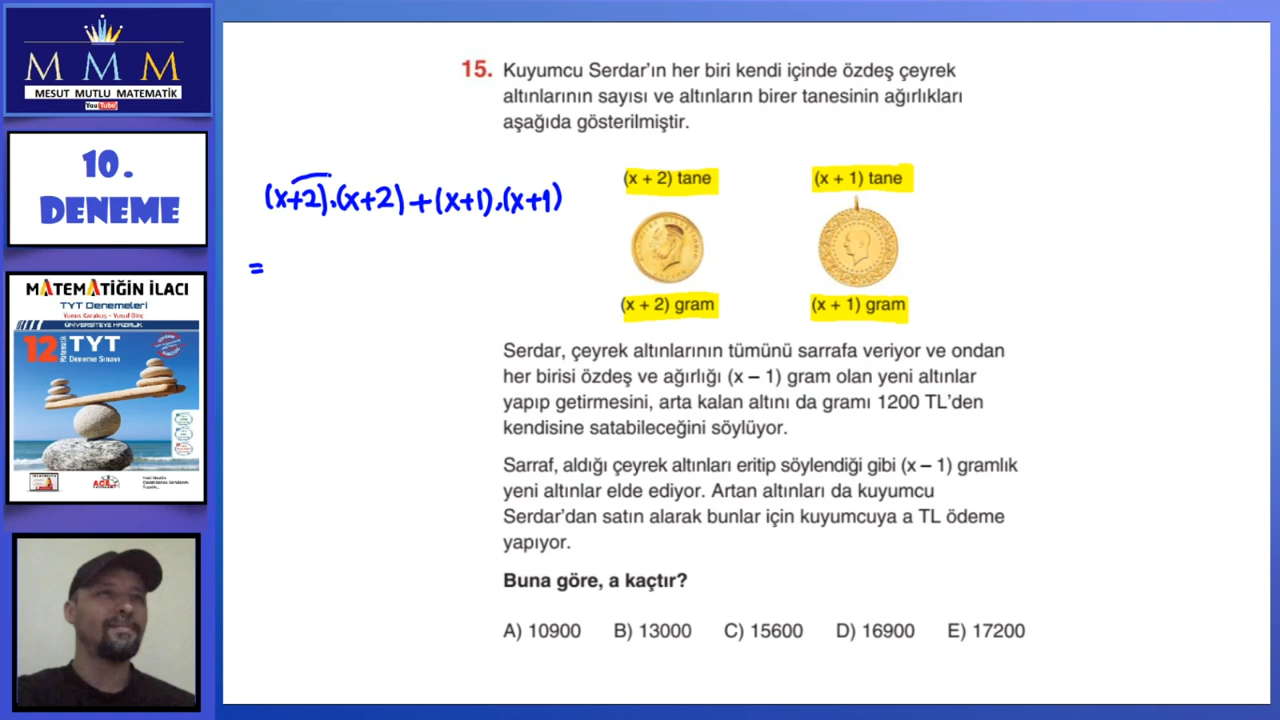 M M M
MESUT MUTLU MATEMATİK
YouTube
10.
DENEME
MATEMATİĞİN İLACI
TYT Denemeleri
Yunus Karakuş - Yusuf Dinç
ÜNİVERSİTEYE HAZIRLIK
12 TYT
Matematik
Deneme Sınavı
15. Kuyumcu Serdar'ın her biri kendi içinde özdeş çeyrek
altınlarının sayısı ve altınların birer tanesinin ağırlıkları
aşağıda gösterilmiştir.
(x + 2) tane (x + 1) tane
(x+2).(x+2)+(x+1).(x+1)
=
(x + 2) gram (x + 1) gram
Serdar, çeyrek altınlarının tümünü sarrafa veriyor ve ondan
her birisi özdeş ve ağırlığı (x – 1) gram olan yeni altınlar
yapıp getirmesini, arta kalan altını da gramı 1200 TL'den
kendisine satabileceğini söylüyor.
Sarraf, aldığı çeyrek altınları eritip söylendiği gibi (x – 1) gramlık
yeni altınlar elde ediyor. Artan altınları da kuyumcu
Serdar'dan satın alarak bunlar için kuyumcuya a TL ödeme
yapıyor.
Buna göre, a kaçtır?
A) 10900 B) 13000 C) 15600 D) 16900 E) 17200